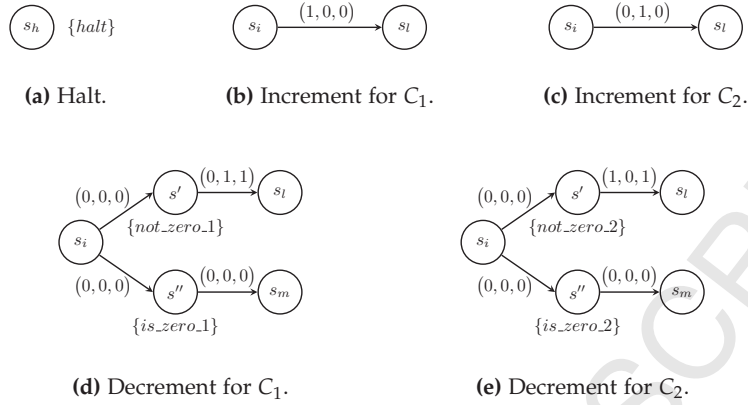 s_h {halt}
s_i (1, 0, 0) s_l
s_i (0, 1, 0) s_l
(a) Halt.
(b) Increment for C_1.
(c) Increment for C_2.
(0, 0, 0) s′ (0, 1, 1) s_l
{not_zero_1}
s_i
(0, 0, 0) s″ (0, 0, 0) s_m
{is_zero_1}
(0, 0, 0) s′ (1, 0, 1) s_l
{not_zero_2}
s_i
(0, 0, 0) s″ (0, 0, 0) s_m
{is_zero_2}
(d) Decrement for C_1.
(e) Decrement for C_2.